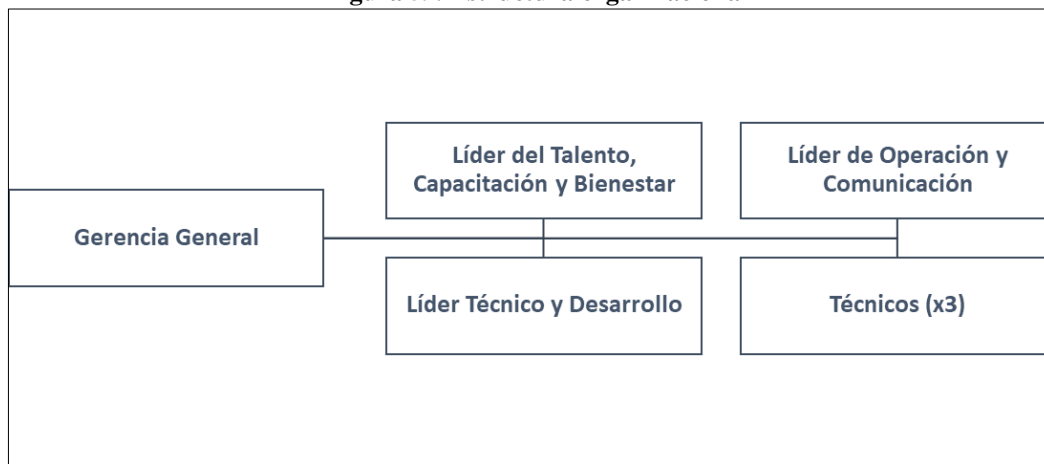 Líder del Talento,
Capacitación y Bienestar
Líder de Operación y
Comunicación
Gerencia General
Líder Técnico y Desarrollo
Técnicos (x3)